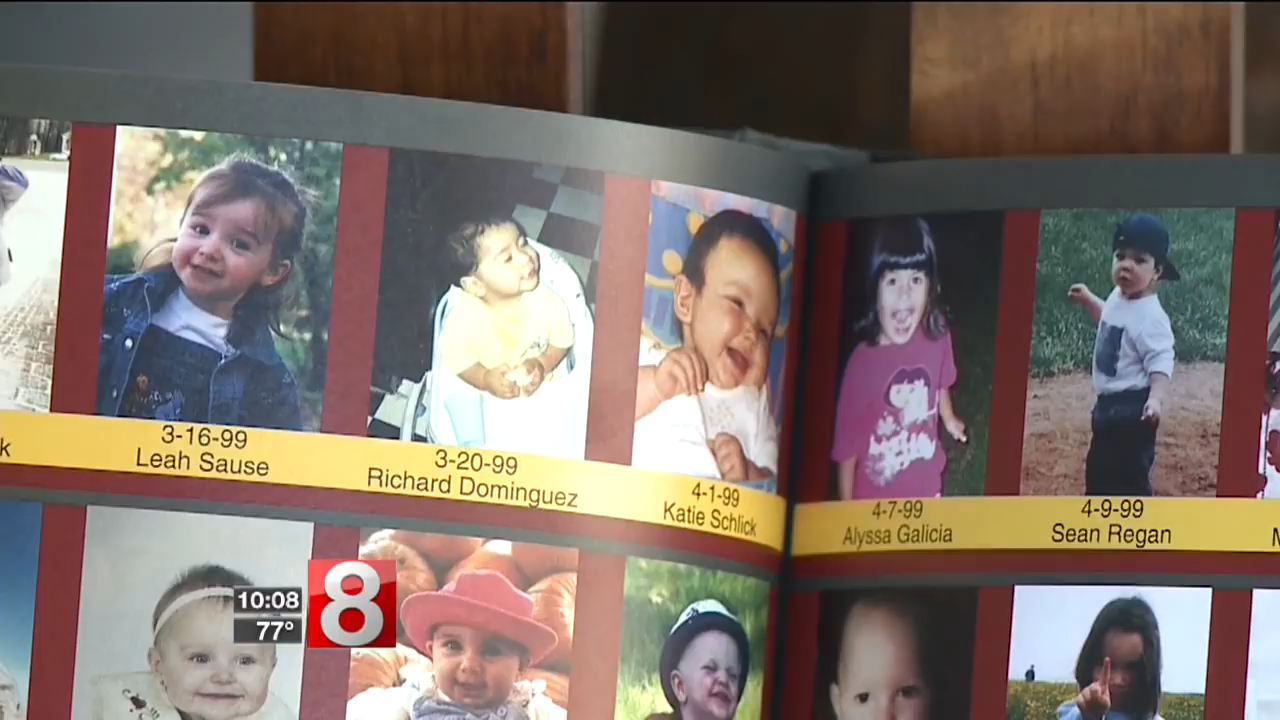 k
3-16-99
Leah Sause
3-20-99
Richard Dominguez
4-1-99
Katie Schlick
4-7-99
Alyssa Galicia
4-9-99
Sean Regan
10:08
77°
8